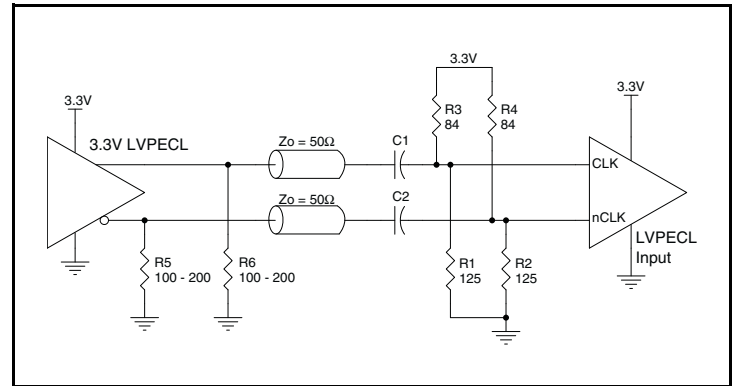 3.3V
3.3V LVPECL
R5
100 - 200
R6
100 - 200
Zo = 50Ω
Zo = 50Ω
C1
C2
3.3V
R3
84
R4
84
R1
125
R2
125
3.3V
CLK
nCLK
LVPECL
Input